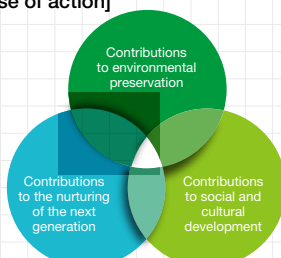 se of action]
Contributions
to environmental
preservation
Contributions
to the nurturing
of the next
generation
Contributions
to social and
cultural
development